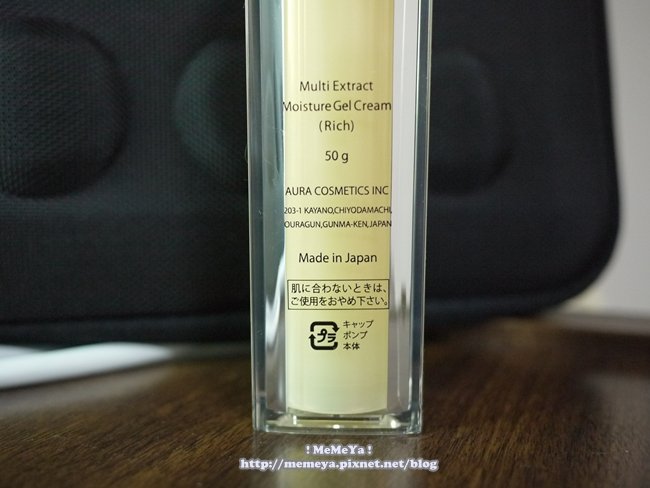 Multi Extract
Moisture Gel Cream
(Rich)
50 g
AURA COSMETICS INC
203-1 KAYANO,CHIYODAMACHI,
OURAGUN,GUNMA-KEN,JAPAN
Made in Japan
肌に合わないときは、
ご使用をおやめ下さい。
プラ
キャップ
ポンプ
本体
! MeMeYa !
http://memeya.pixnet.net/blog